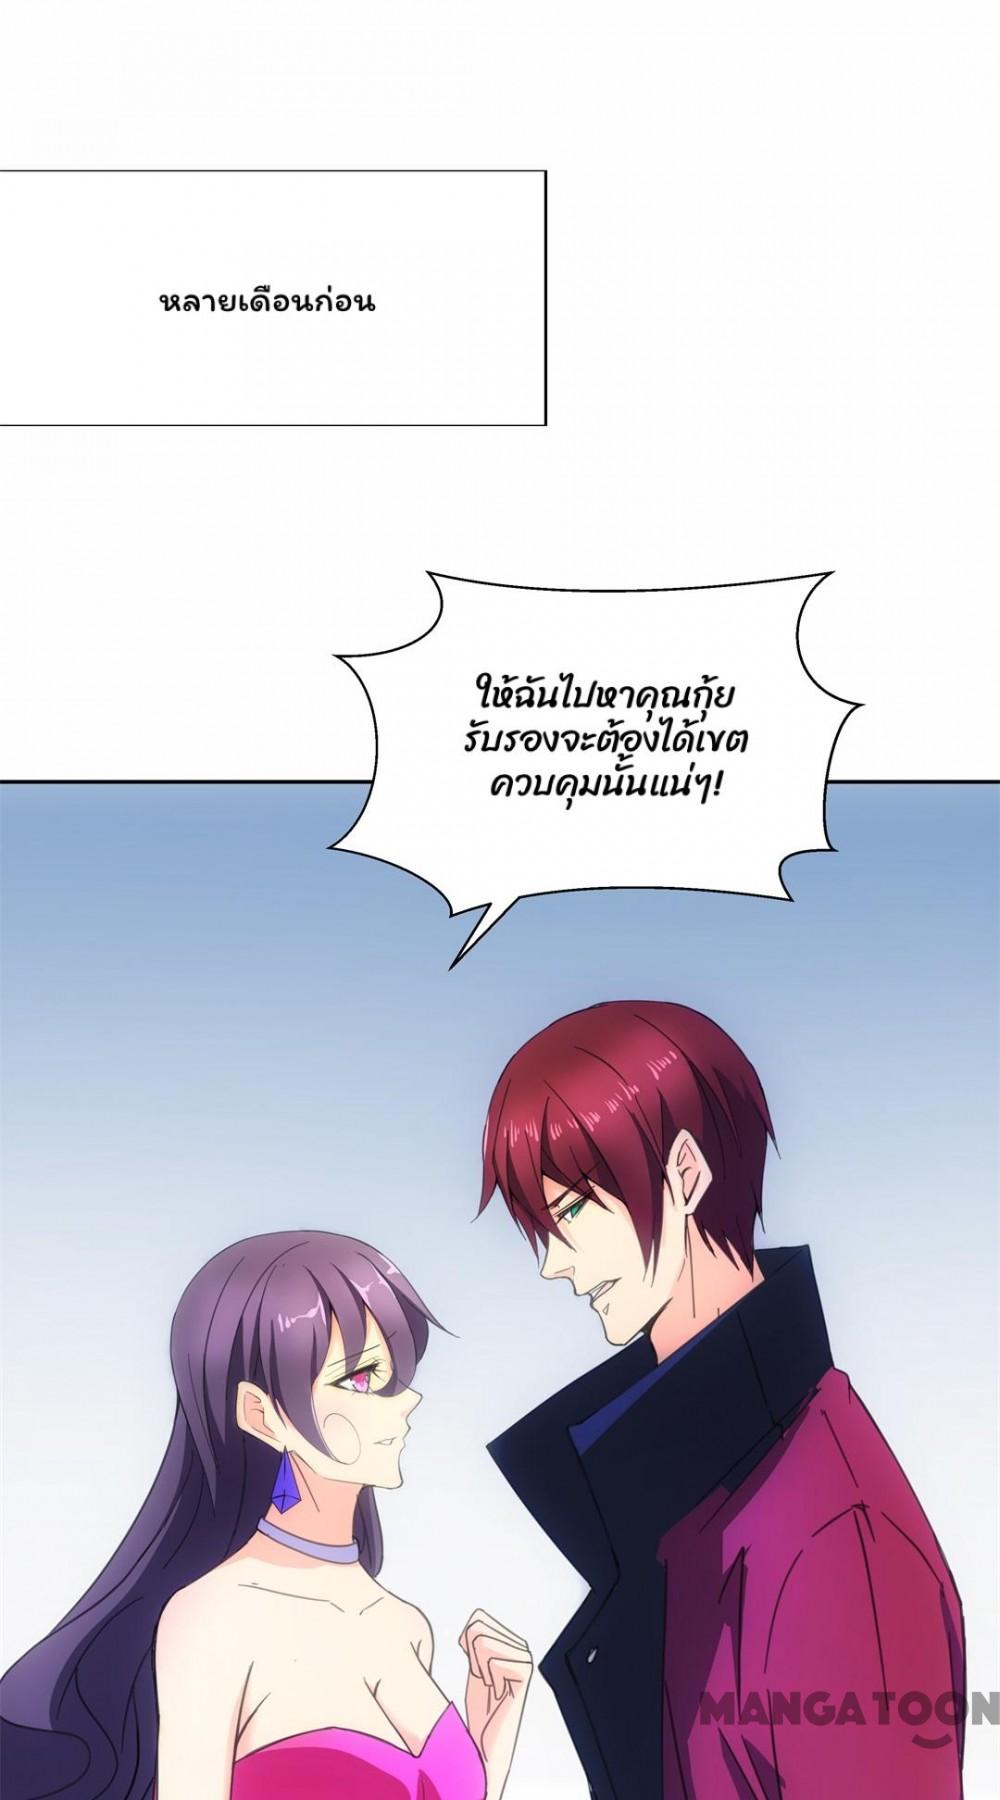 หลายเดือนก่อน
ให้ฉันไปหาคุณกุ้ย
รับรองจะต้องได้เขต
ควบคุมนั้นแน่ๆ!
MANGATOON